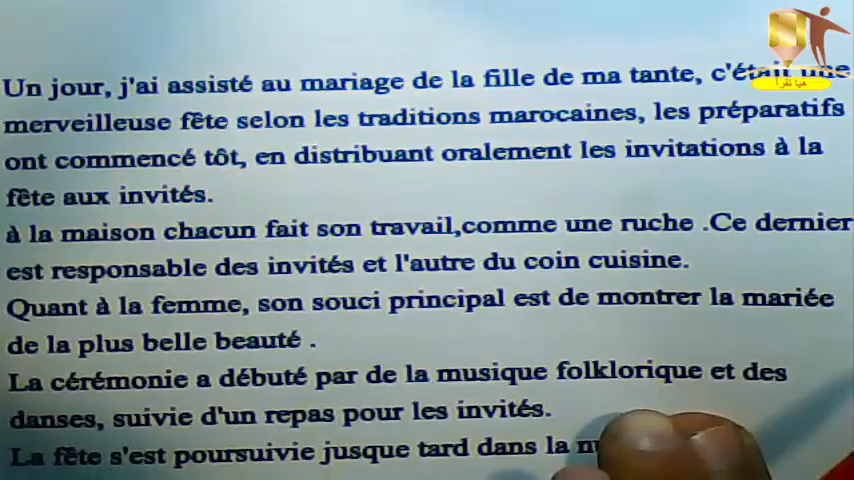 هيا نقرأ
Un jour, j'ai assisté au mariage de la fille de ma tante, c'était une
merveilleuse fête selon les traditions marocaines, les préparatifs
ont commencé tôt, en distribuant oralement les invitations à la
fête aux invités.
à la maison chacun fait son travail,comme une ruche .Ce dernier
est responsable des invités et l'autre du coin cuisine.
Quant à la femme, son souci principal est de montrer la mariée
de la plus belle beauté .
La cérémonie a débuté par de la musique folklorique et des
danses, suivie d'un repas pour les invités.
La fête s'est poursuivie jusque tard dans la